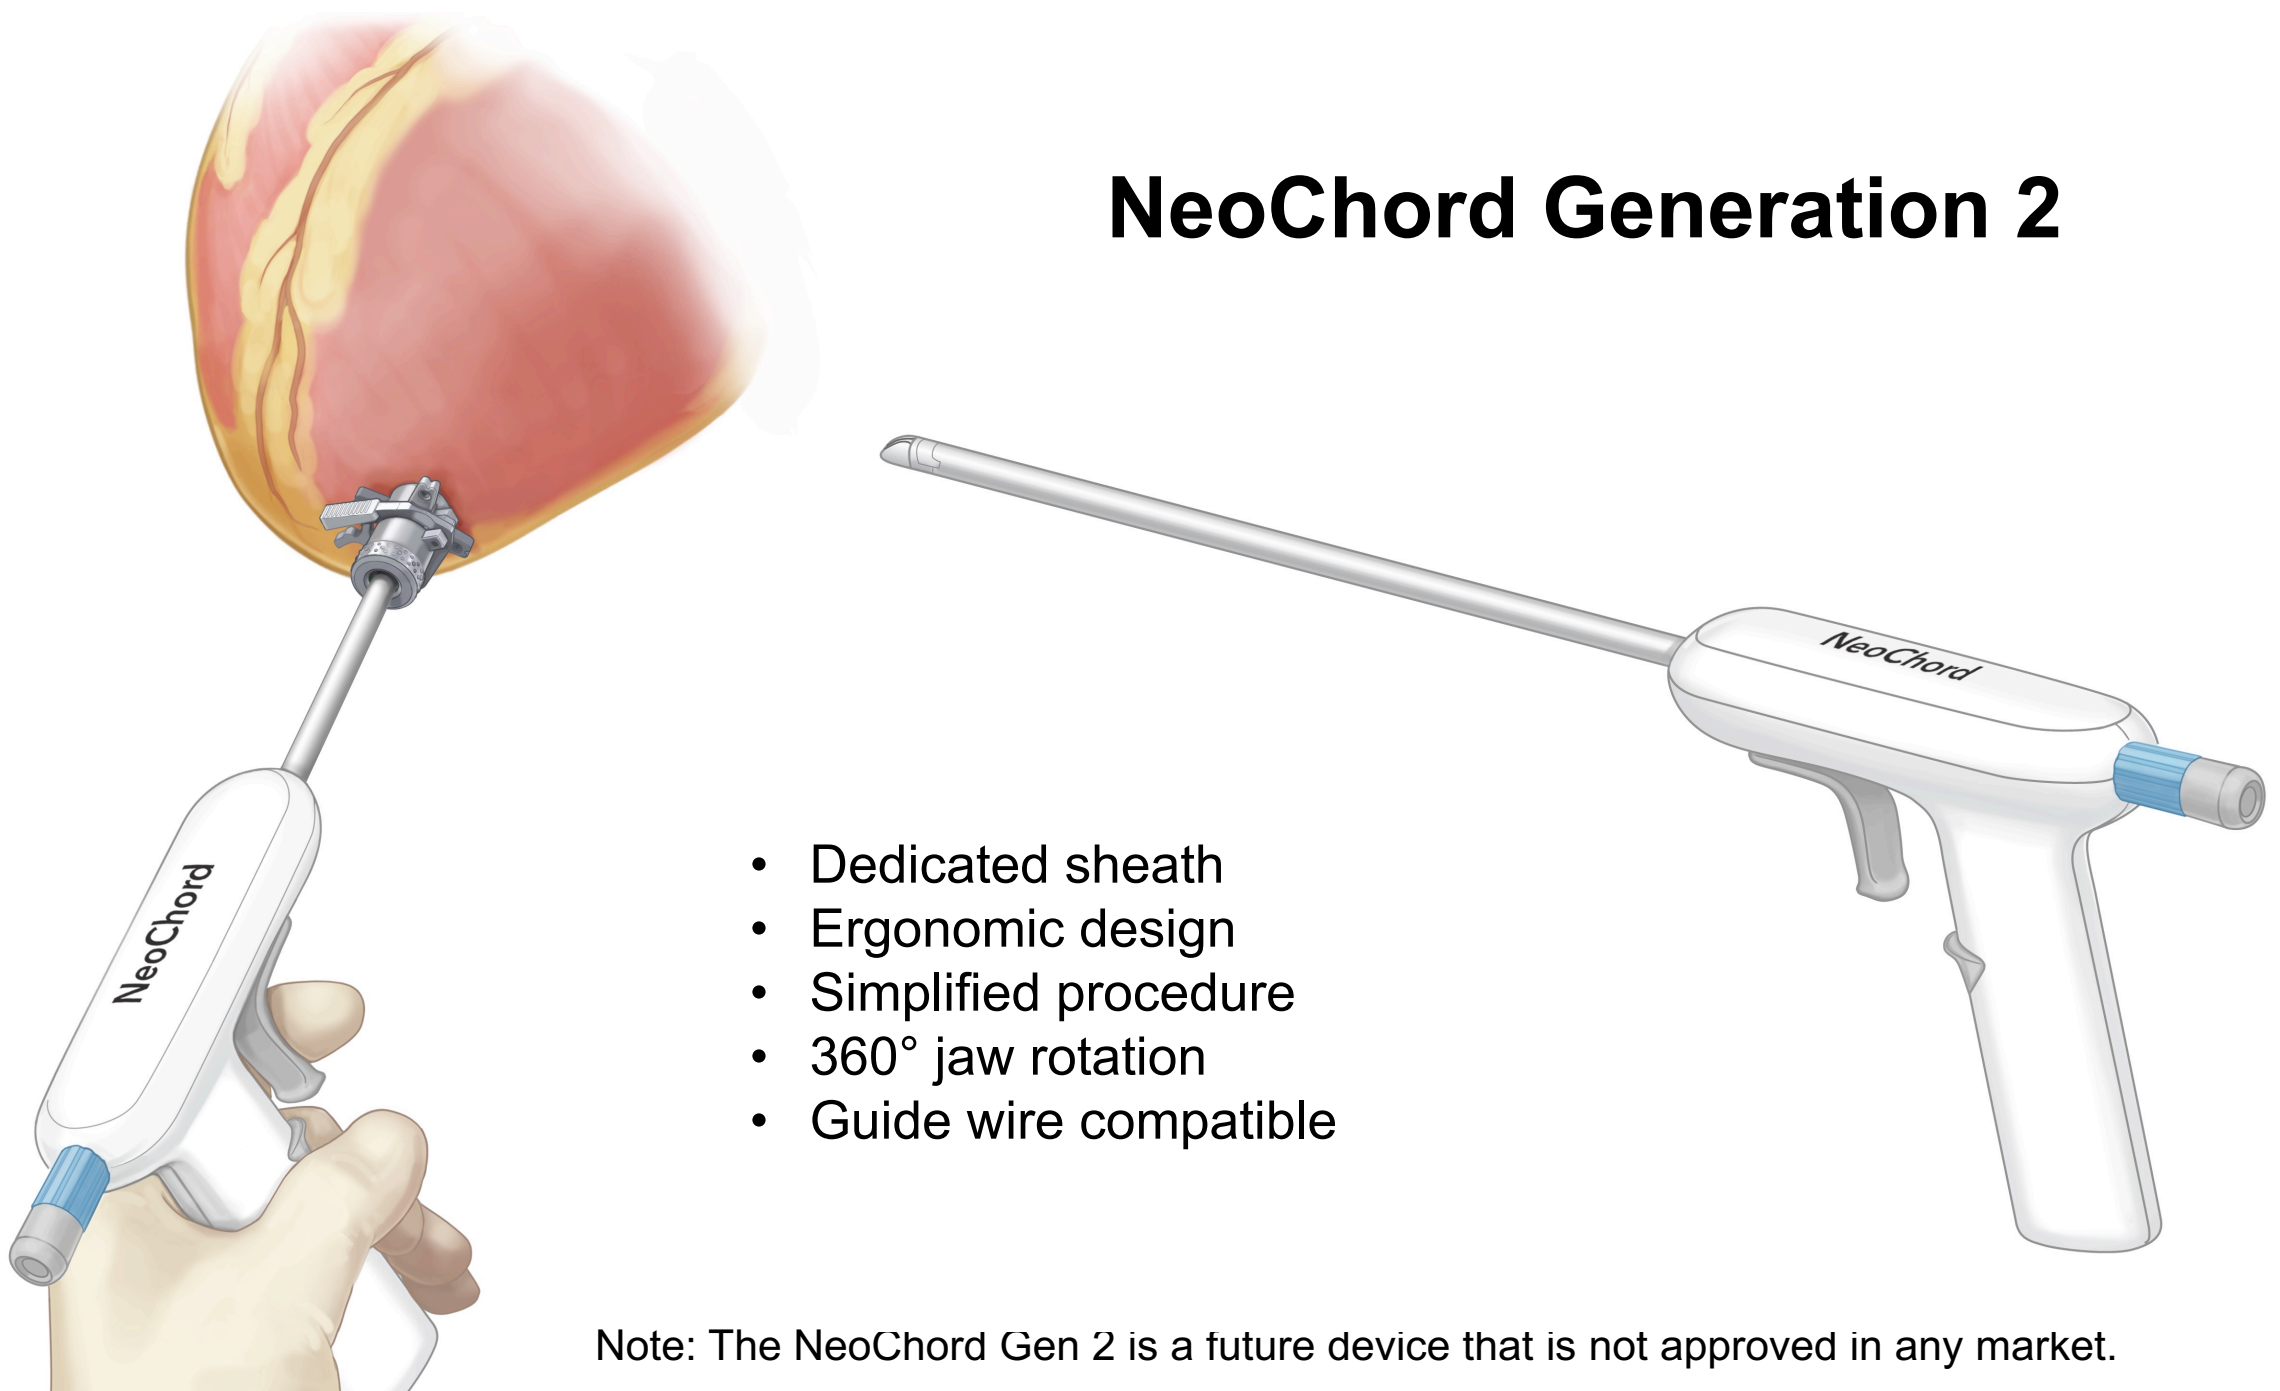 NeoChord Generation 2
NeoChord
NeoChord
• Dedicated sheath
• Ergonomic design
• Simplified procedure
• 360° jaw rotation
• Guide wire compatible
Note: The NeoChord Gen 2 is a future device that is not approved in any market.